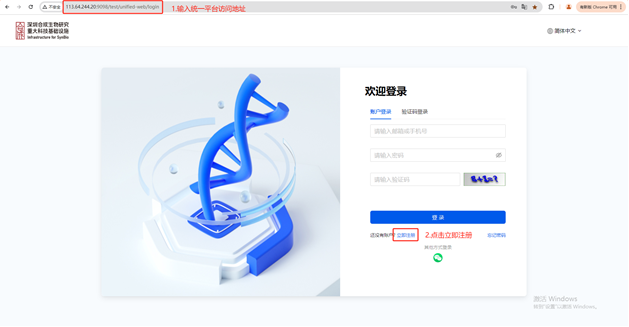 不安全 113.64.244.20:9098/test/unified-web/login
1.输入统一平台访问地址
有新版 Chrome 可用
深圳合成生物研究
重大科技基础设施
Infrastructure for SynBio
简体中文
欢迎登录
账户登录 验证码登录
请输入邮箱或手机号
请输入密码
请输入验证码
8+1=?
登 录
还没有账户? 立即注册
2.点击立即注册
忘记密码
其他方式登录
激活 Windows
转到"设置"以激活 Windows。